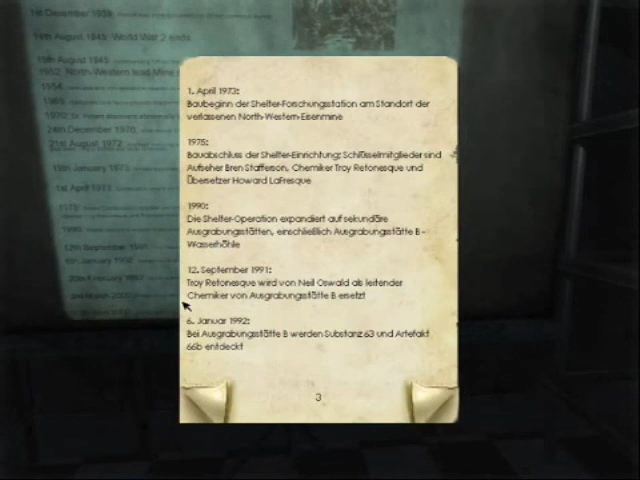 1st December 1939:
14th August 1945: World War 2 ends
15th August 1945:
1952: North-Western lead Mine
1954:
24th December 1970:
21st August 1972:
13th January 1973:
1st April 1973:
1990:
12th September 1991:
6th January 1992:
20th February 1992:
1. April 1973:
Baubeginn der Shelter-Forschungsstation am Standort der
verlassenen North-Western-Eisenmine
1975:
Bauabschluss der Shelter-Einrichtung; Schlüsselmitglieder sind
Aufseher Bren Stafferson, Chemiker Troy Retonesque und
Übersetzer Howard LaFresque
1990:
Die Shelter-Operation expandiert auf sekundäre
Ausgrabungsstätten, einschließlich Ausgrabungsstätte B -
Wasserhöhle
12. September 1991:
Troy Retonesque wird von Neil Oswald als leitender
Chemiker von Ausgrabungsstätte B ersetzt
6. Januar 1992:
Bei Ausgrabungsstätte B werden Substanz 63 und Artefakt
66b entdeckt
3